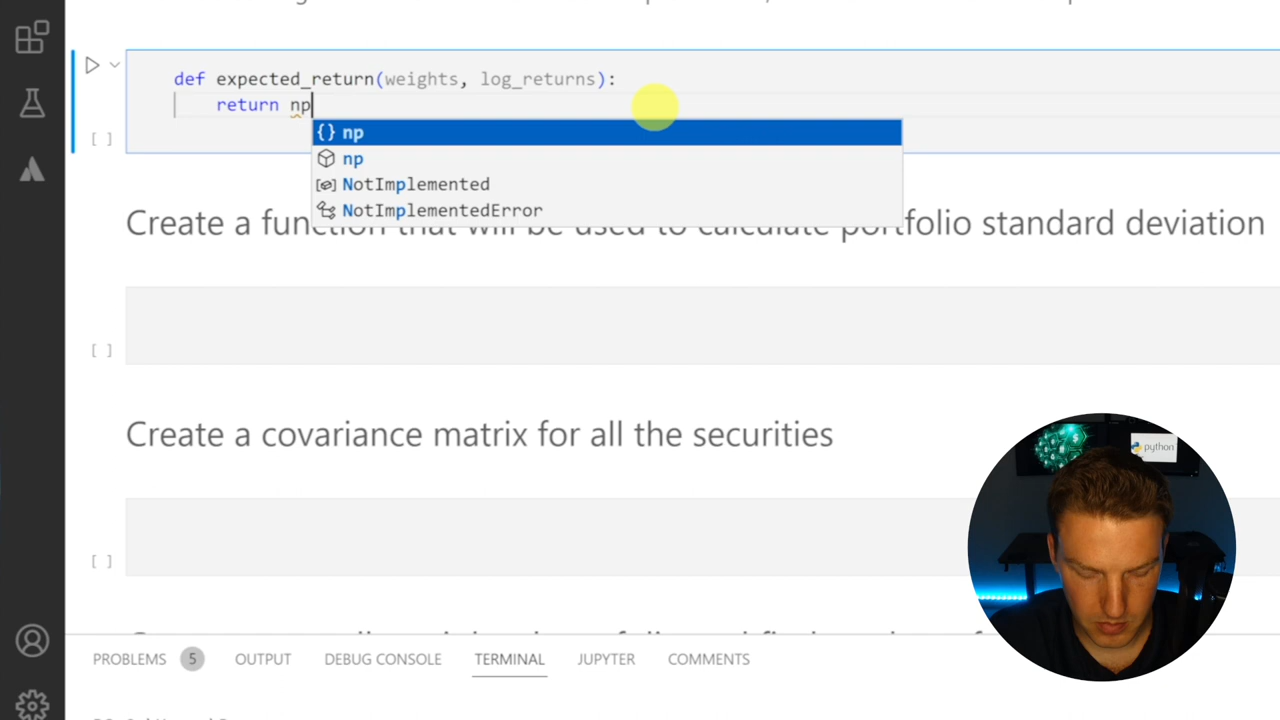 def expected_return(weights, log_returns):
return np
np
np
NotImplemented
NotImplementedError
[ ]
Create a function that will be used to calculate portfolio standard deviation
[ ]
Create a covariance matrix for all the securities
python
[ ]
PROBLEMS 5 OUTPUT DEBUG CONSOLE TERMINAL JUPYTER COMMENTS